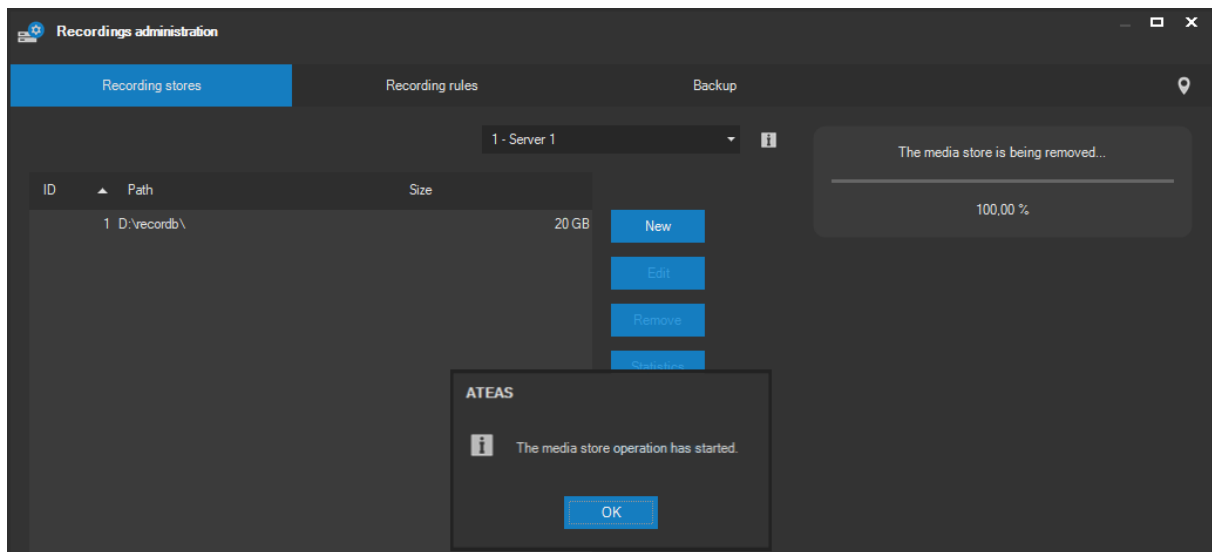 Recordings administration
Recording stores Recording rules Backup
1 - Server 1
The media store is being removed...
100,00 %
ID Path Size
1 D:\recordb\ 20 GB
New
Edit
Remove
Statistics
ATEAS
The media store operation has started.
OK